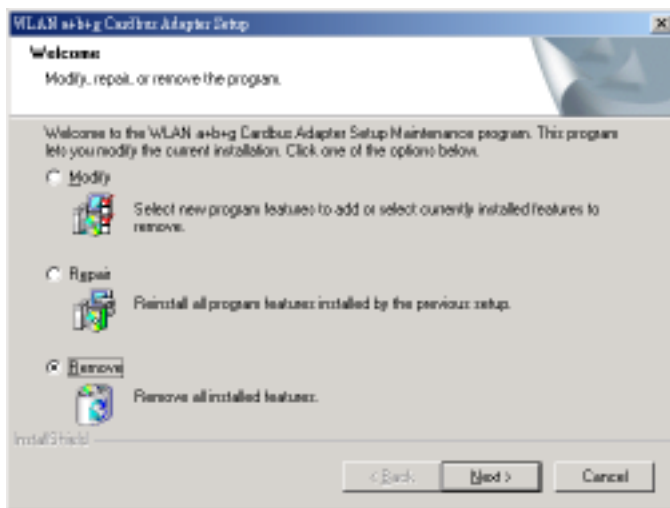 WLAN a+b+g Cardbus Adapter Setup
Welcome
Modify, repair, or remove the program.
Welcome to the WLAN a+b+g Cardbus Adapter Setup Maintenance program. This program
lets you modify the current installation. Click one of the options below.
Modify
Select new program features to add or select currently installed features to
remove.
Repair
Reinstall all program features installed by the previous setup.
Remove
Remove all installed features.
InstallShield
< Back
Next >
Cancel